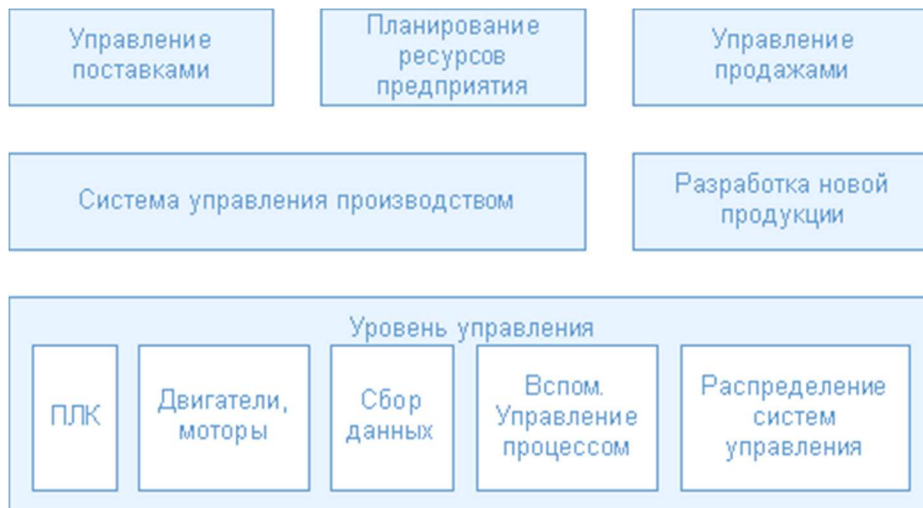 Управление
поставками
Планирование
ресурсов
предприятия
Управление
продажами
Система управления производством
Разработка новой
продукции
Уровень управления
ПЛК
Двигатели,
моторы
Сбор
данных
Вспом.
Управление
процессом
Распределение
систем
управления